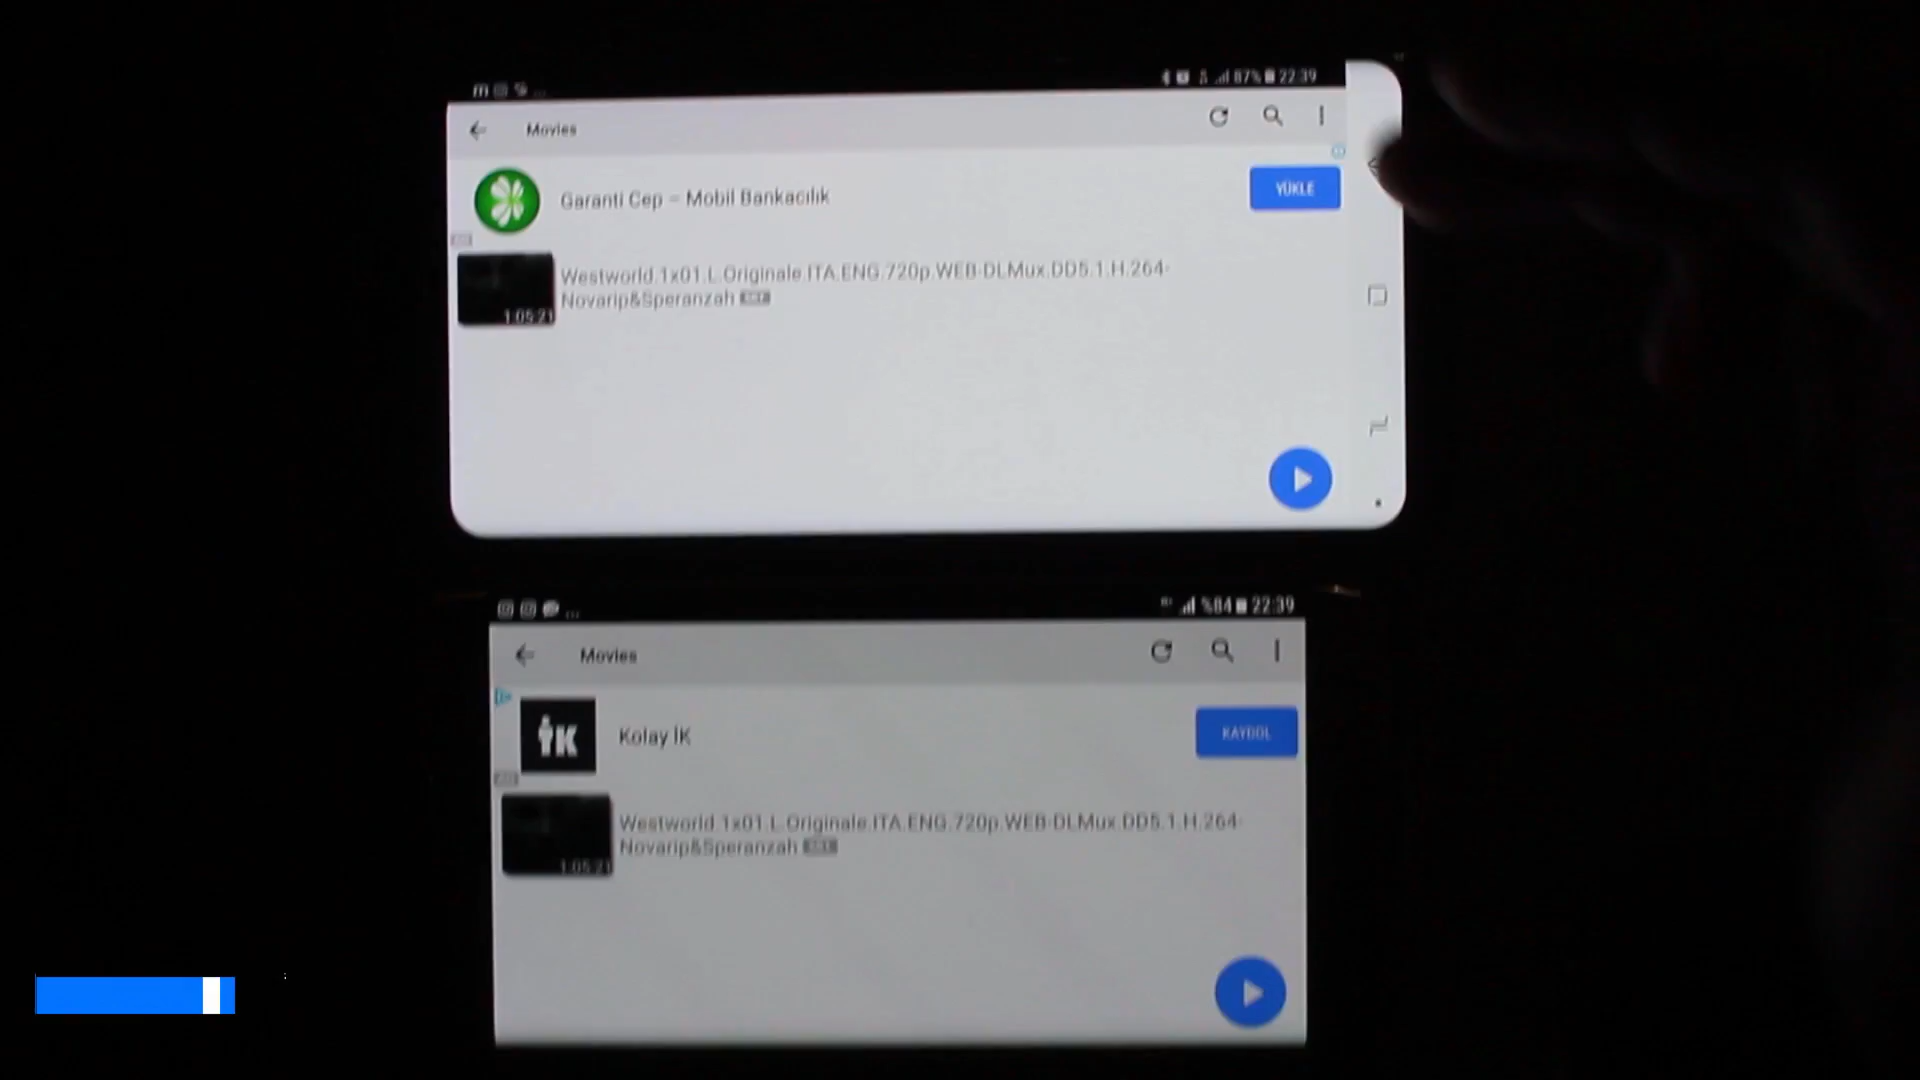 87% 22:39
Movies
Garanti Cep – Mobil Bankacılık
YÜKLE
Westworld.1x01.L.Originale.ITA.ENG.720p.WEB-DLMux.DD5.1.H.264-
Novarip&Speranzah
1:05:21
%84 22:39
Movies
Kolay İK
KAYDOL
İK
Westworld.1x01.L.Originale.ITA.ENG.720p.WEB-DLMux.DD5.1.H.264-
Novarip&Speranzah
1:05:21